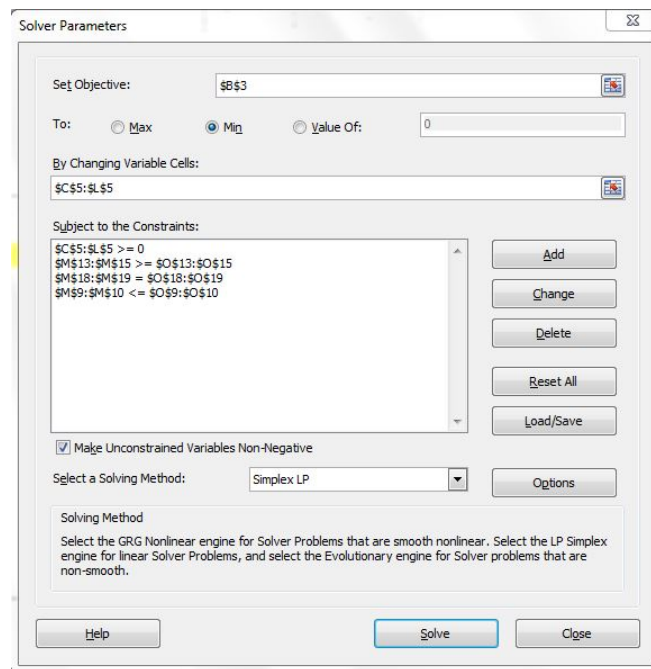 Solver Parameters
Set Objective:
$B$3
To:
Max
Min
Value Of:
0
By Changing Variable Cells:
$C$5:$L$5
Subject to the Constraints:
$C$5:$L$5 >= 0
$M$13:$M$15 >= $O$13:$O$15
$M$18:$M$19 = $O$18:$O$19
$M$9:$M$10 <= $O$9:$O$10
Add
Change
Delete
Reset All
Load/Save
Make Unconstrained Variables Non-Negative
Select a Solving Method:
Simplex LP
Options
Solving Method
Select the GRG Nonlinear engine for Solver Problems that are smooth nonlinear. Select the LP Simplex
engine for linear Solver Problems, and select the Evolutionary engine for Solver problems that are
non-smooth.
Help
Solve
Close